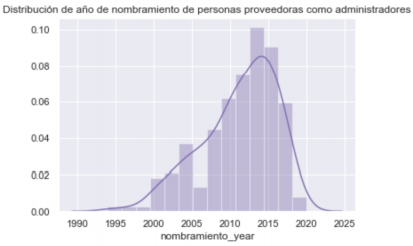 Distribución de año de nombramiento de personas proveedoras como administradores
0.10
0.08
0.06
0.04
0.02
0.00
1990 1995 2000 2005 2010 2015 2020 2025
nombramiento_year